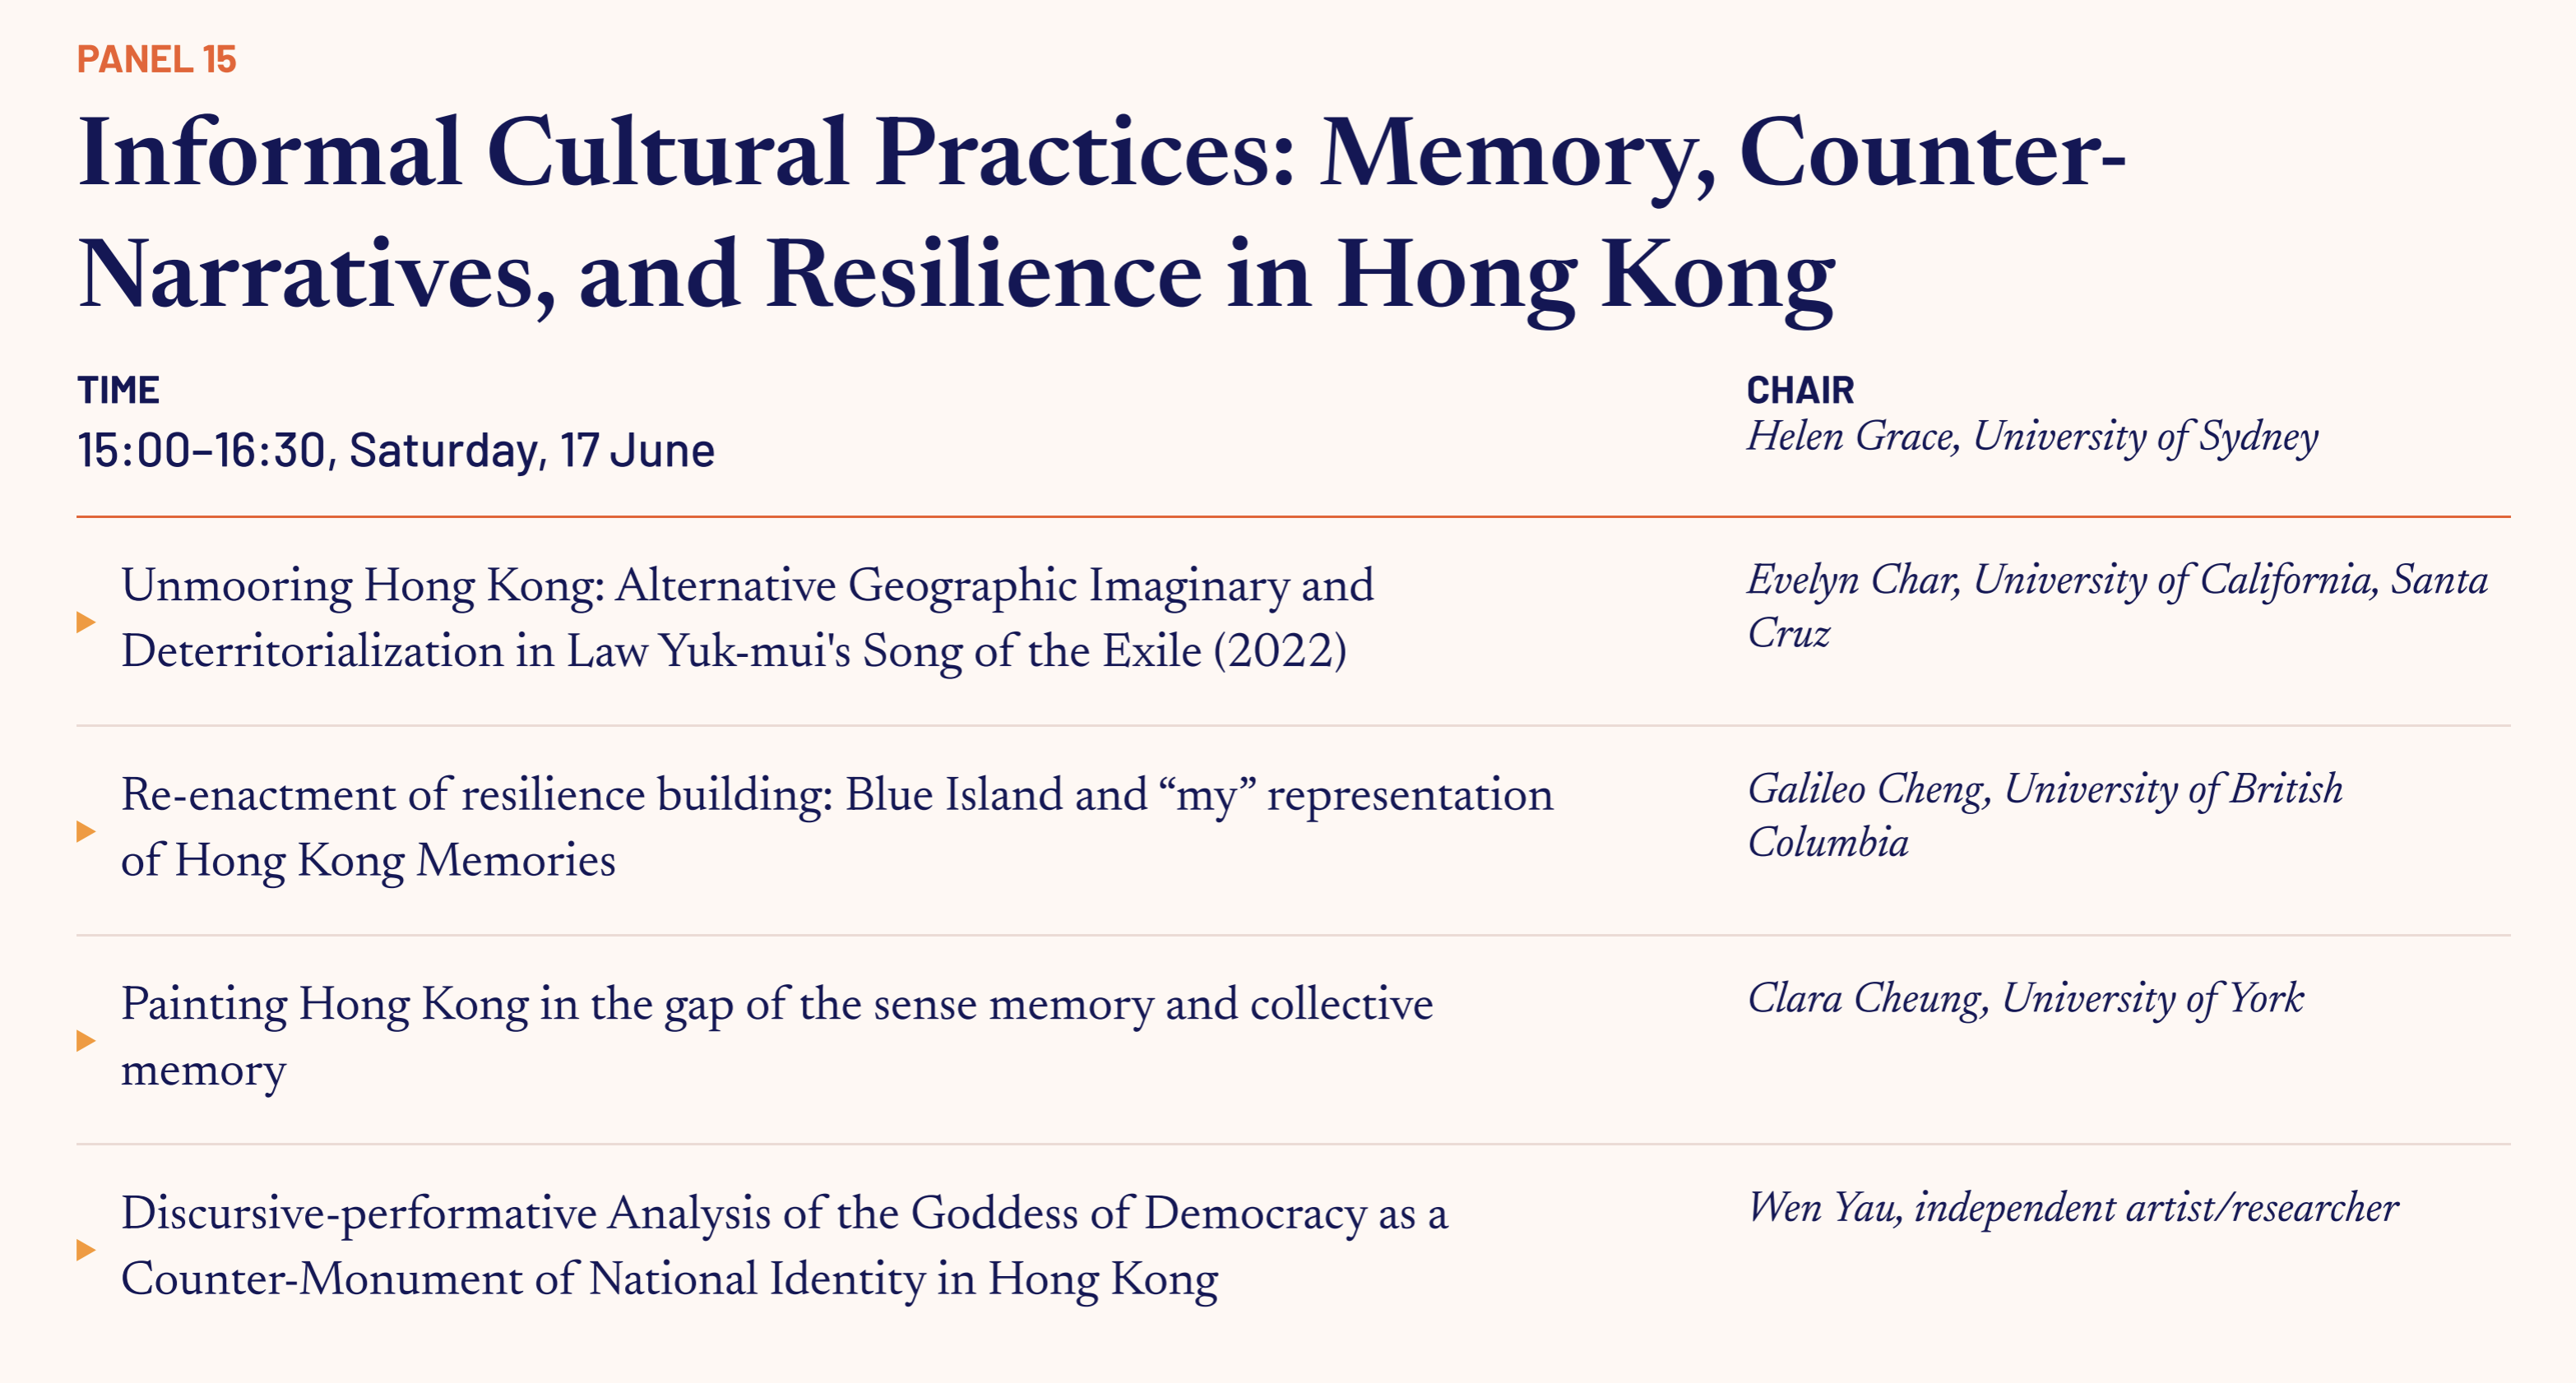 PANEL 15
Informal Cultural Practices: Memory, Counter-
Narratives, and Resilience in Hong Kong
TIME
15:00–16:30, Saturday, 17 June
CHAIR
Helen Grace, University of Sydney
Unmooring Hong Kong: Alternative Geographic Imaginary and
Deterritorialization in Law Yuk-mui's Song of the Exile (2022)
Evelyn Char, University of California, Santa
Cruz
Re-enactment of resilience building: Blue Island and “my” representation
of Hong Kong Memories
Galileo Cheng, University of British
Columbia
Painting Hong Kong in the gap of the sense memory and collective
memory
Clara Cheung, University of York
Discursive-performative Analysis of the Goddess of Democracy as a
Counter-Monument of National Identity in Hong Kong
Wen Yau, independent artist/researcher